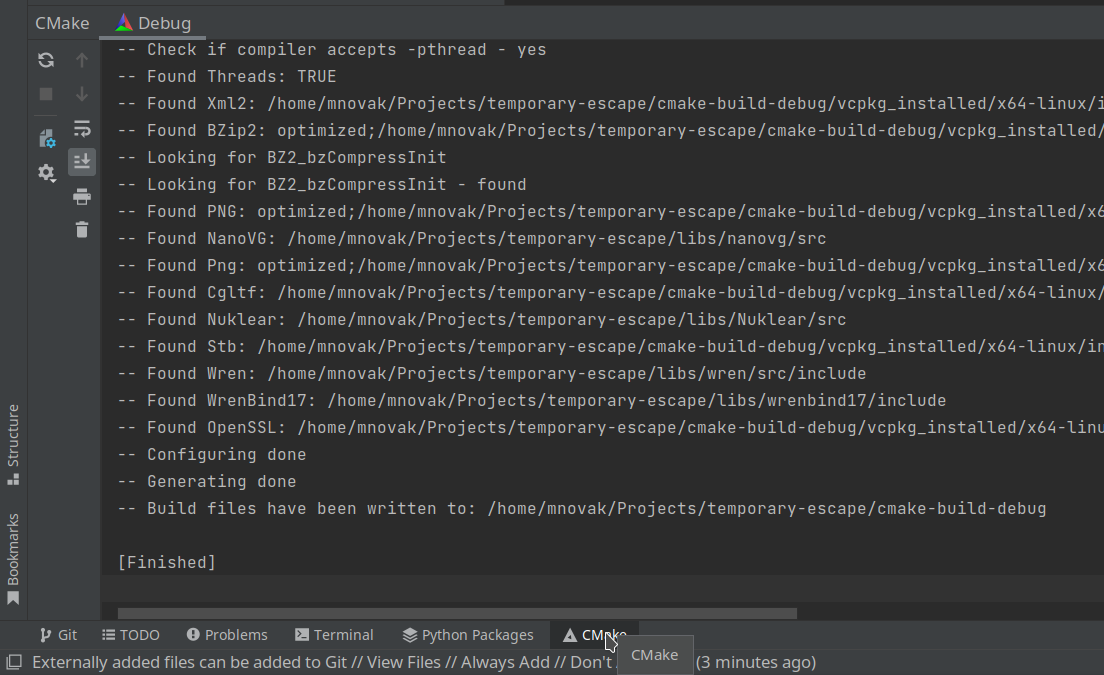 CMake Debug
-- Check if compiler accepts -pthread - yes
-- Found Threads: TRUE
-- Found Xml2: /home/mnovak/Projects/temporary-escape/cmake-build-debug/vcpkg_installed/x64-linux/i
-- Found BZip2: optimized;/home/mnovak/Projects/temporary-escape/cmake-build-debug/vcpkg_installed/
-- Looking for BZ2_bzCompressInit
-- Looking for BZ2_bzCompressInit - found
-- Found PNG: optimized;/home/mnovak/Projects/temporary-escape/cmake-build-debug/vcpkg_installed/x6
-- Found NanoVG: /home/mnovak/Projects/temporary-escape/libs/nanovg/src
-- Found Png: optimized;/home/mnovak/Projects/temporary-escape/cmake-build-debug/vcpkg_installed/x6
-- Found Cgltf: /home/mnovak/Projects/temporary-escape/cmake-build-debug/vcpkg_installed/x64-linux/
-- Found Nuklear: /home/mnovak/Projects/temporary-escape/libs/Nuklear/src
-- Found Stb: /home/mnovak/Projects/temporary-escape/cmake-build-debug/vcpkg_installed/x64-linux/in
-- Found Wren: /home/mnovak/Projects/temporary-escape/libs/wren/src/include
-- Found WrenBind17: /home/mnovak/Projects/temporary-escape/libs/wrenbind17/include
-- Found OpenSSL: /home/mnovak/Projects/temporary-escape/cmake-build-debug/vcpkg_installed/x64-linu
-- Configuring done
-- Generating done
-- Build files have been written to: /home/mnovak/Projects/temporary-escape/cmake-build-debug
[Finished]
Structure
Bookmarks
Git TODO Problems Terminal Python Packages CMake
CMake
Externally added files can be added to Git // View Files // Always Add // Don't (3 minutes ago)